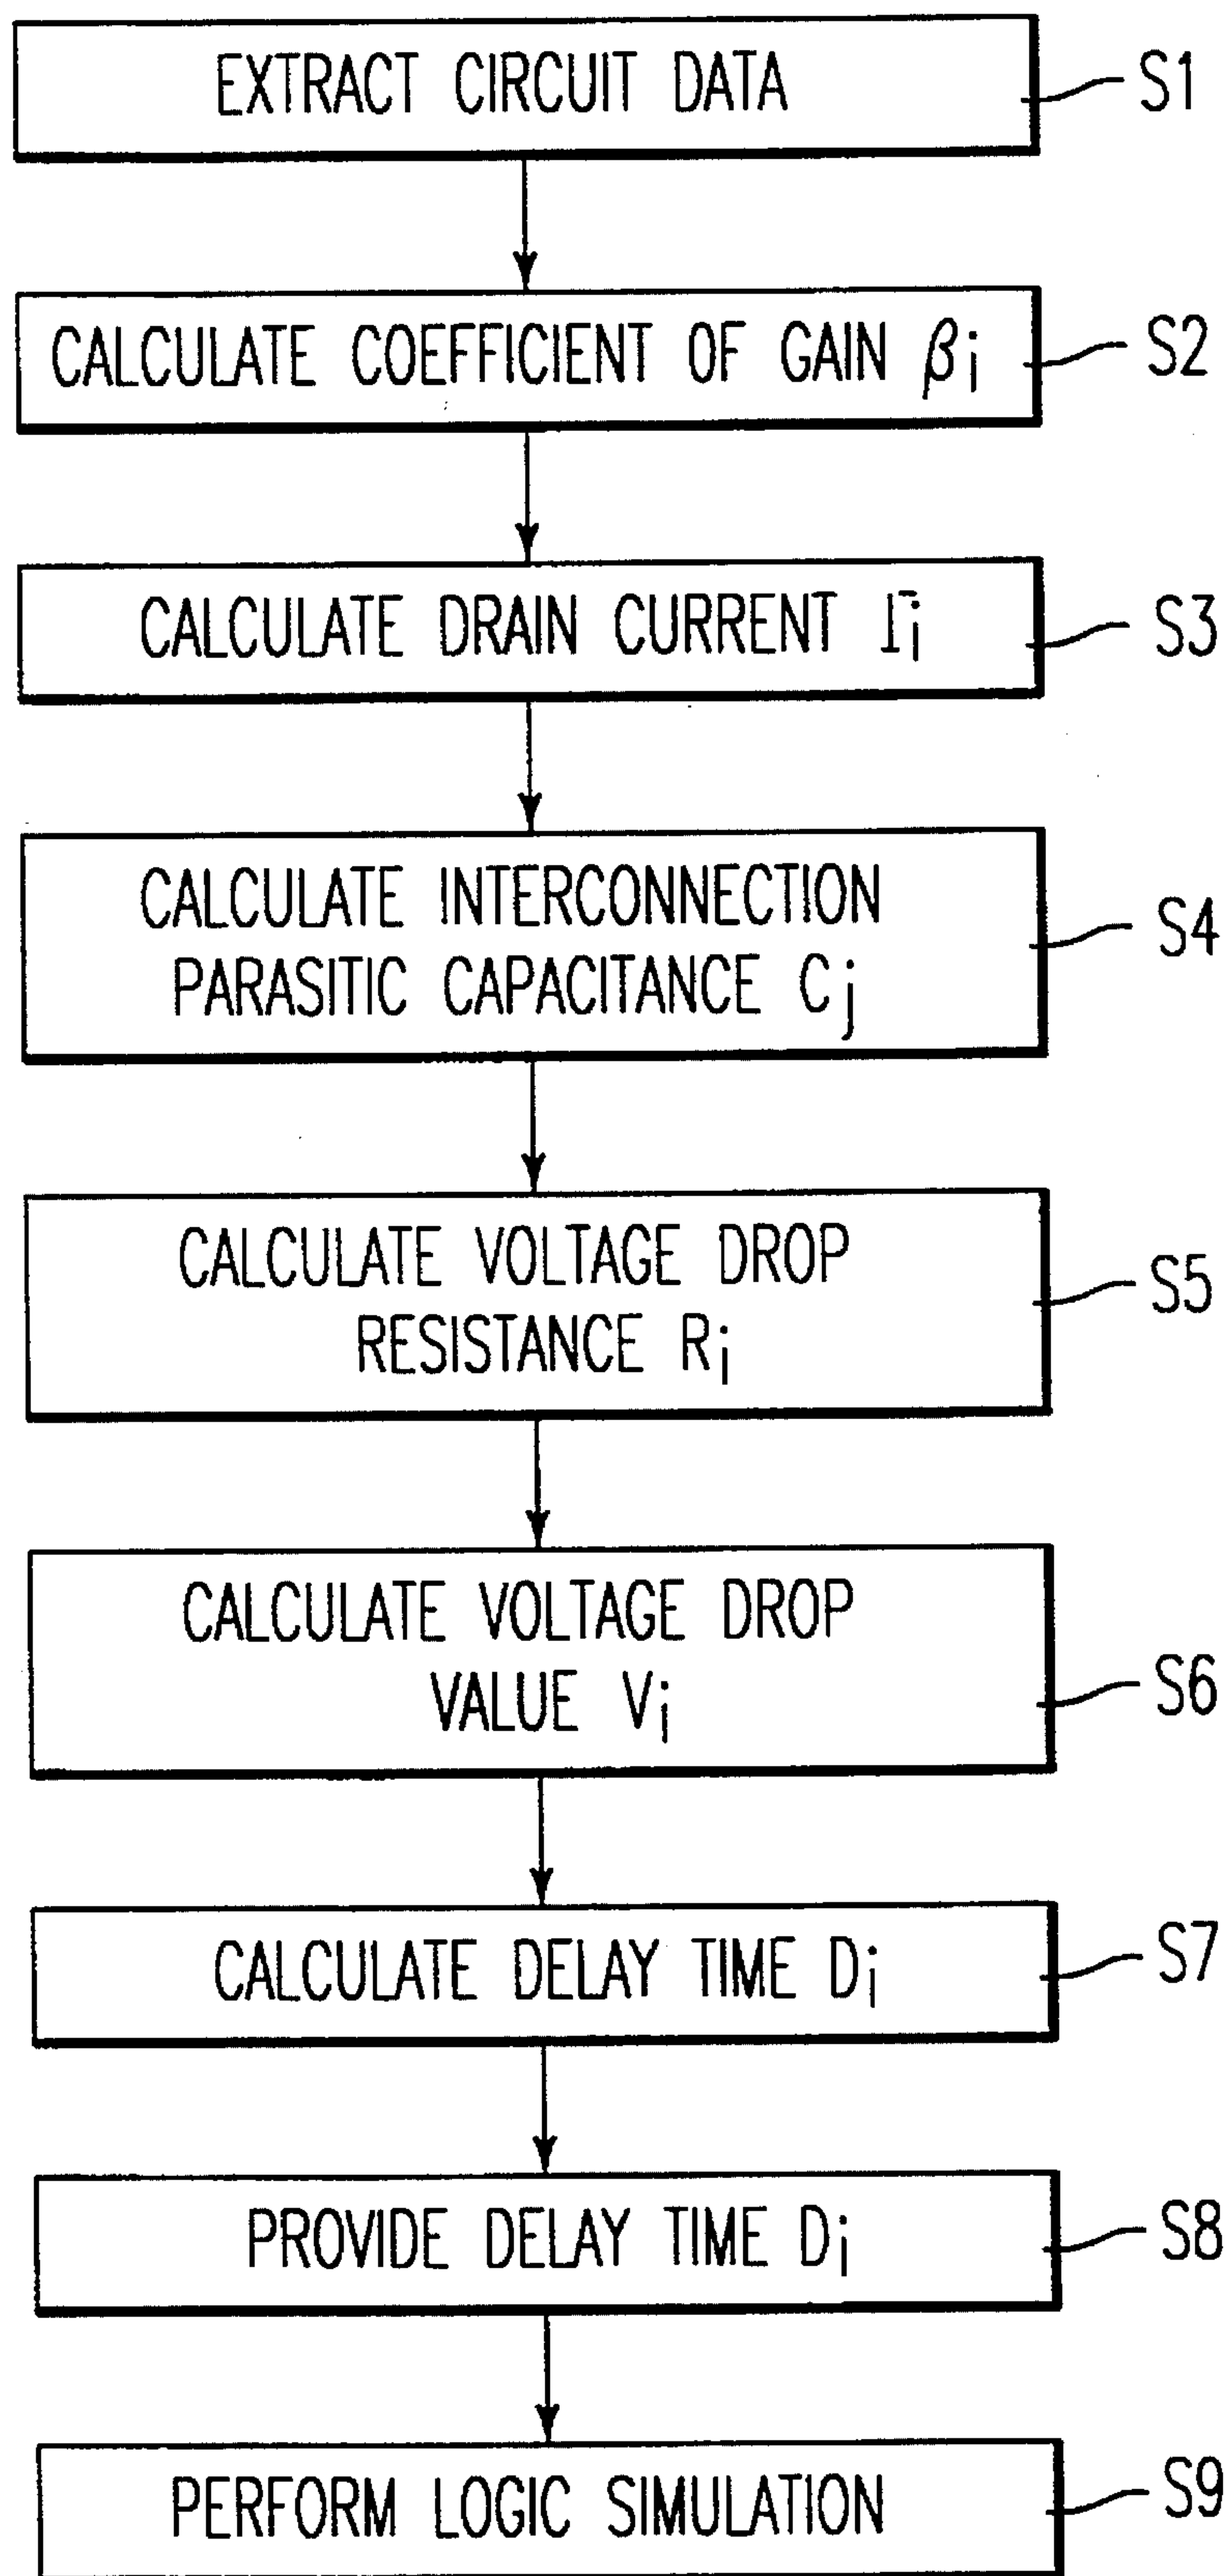 EXTRACT CIRCUIT DATA
S1
CALCULATE COEFFICIENT OF GAIN βi
S2
CALCULATE DRAIN CURRENT Ii
S3
CALCULATE INTERCONNECTION
PARASITIC CAPACITANCE Cj
S4
CALCULATE VOLTAGE DROP
RESISTANCE Ri
S5
CALCULATE VOLTAGE DROP
VALUE Vi
S6
CALCULATE DELAY TIME Di
S7
PROVIDE DELAY TIME Di
S8
PERFORM LOGIC SIMULATION
S9